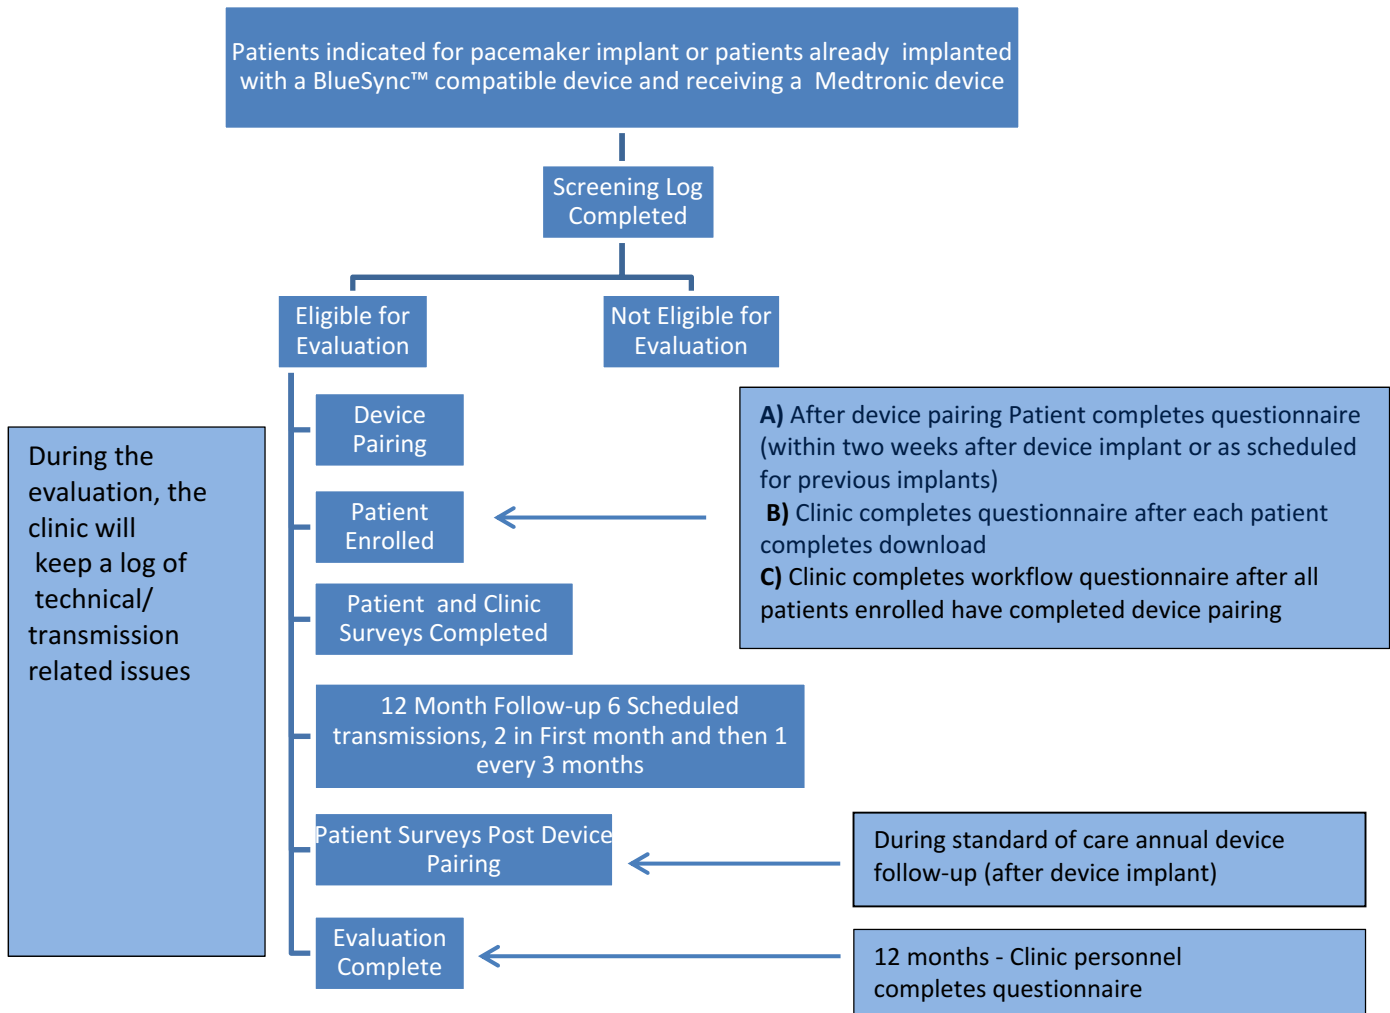 Patients indicated for pacemaker implant or patients already implanted
with a BlueSync™ compatible device and receiving a Medtronic device
Screening Log
Completed
Eligible for
Evaluation
Not Eligible for
Evaluation
Device
Pairing
Patient
Enrolled
Patient and Clinic
Surveys Completed
12 Month Follow-up 6 Scheduled
transmissions, 2 in First month and then 1
every 3 months
Patient Surveys Post Device
Pairing
Evaluation
Complete
During the
evaluation, the
clinic will
keep a log of
technical/
transmission
related issues
A) After device pairing Patient completes questionnaire
(within two weeks after device implant or as scheduled
for previous implants)
B) Clinic completes questionnaire after each patient
completes download
C) Clinic completes workflow questionnaire after all
patients enrolled have completed device pairing
During standard of care annual device
follow-up (after device implant)
12 months - Clinic personnel
completes questionnaire